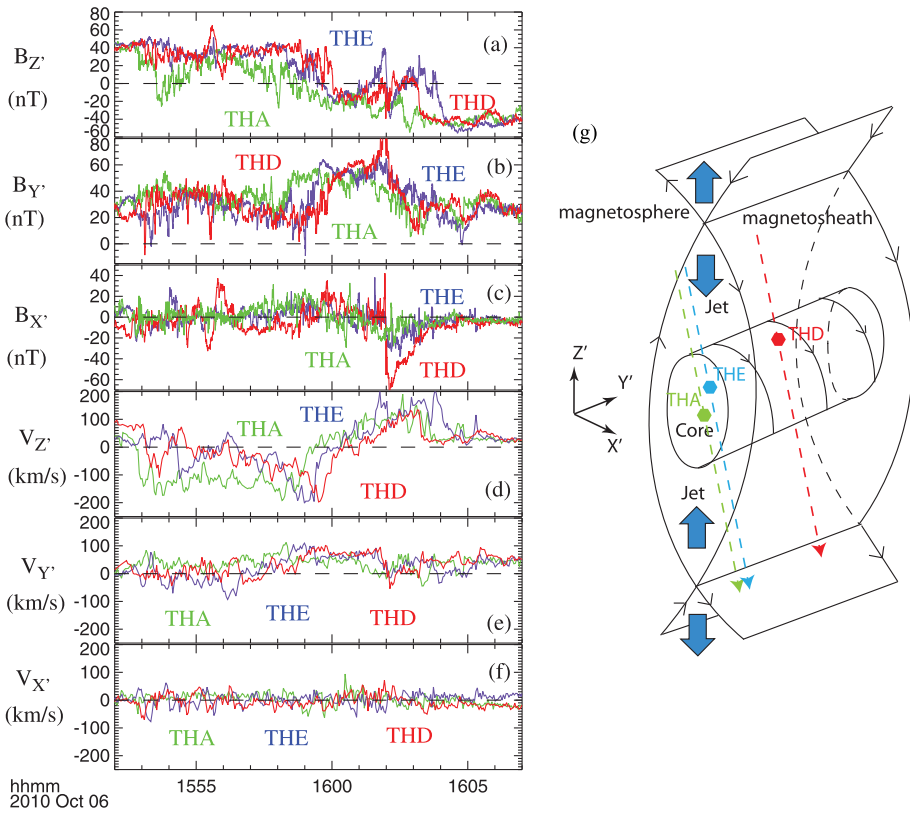 80
60
40
20
0
-20
-40
-60
B_Z'
(nT)
THE
(a)
THA
THD
80
60
40
20
0
B_Y'
(nT)
THD
THE
(b)
THA
40
20
0
-20
-40
-60
B_X'
(nT)
(c)
THE
THA
THD
200
100
0
-100
-200
V_Z'
(km/s)
THA
THE
THD
(d)
200
100
0
-100
-200
V_Y'
(km/s)
THA
THE
THD
(e)
200
100
0
-100
-200
V_X'
(km/s)
(f)
THA
THE
THD
hhmm
2010 Oct 06
1555
1600
1605
(g)
magnetosphere
magnetosheath
Jet
THD
THE
THA
Core
Jet
Z'
Y'
X'